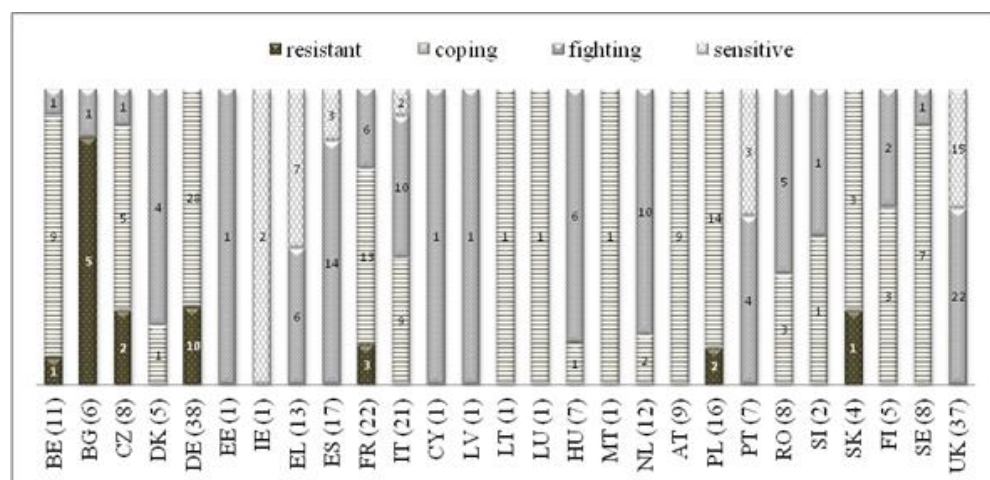 resistant coping fighting sensitive
1
9
1
1
5
1
5
2
4
1
28
10
1
2
7
6
3
14
6
13
3
2
10
9
1
1
1
1
6
1
1
10
2
9
14
2
3
4
5
3
1
1
3
1
2
3
1
7
15
22
BE (11)
BG (6)
CZ (8)
DK (5)
DE (38)
EE (1)
IE (1)
EL (13)
ES (17)
FR (22)
IT (21)
CY (1)
LV (1)
LT (1)
LU (1)
HU (7)
MT (1)
NL (12)
AT (9)
PL (16)
PT (7)
RO (8)
SI (2)
SK (4)
FI (5)
SE (8)
UK (37)